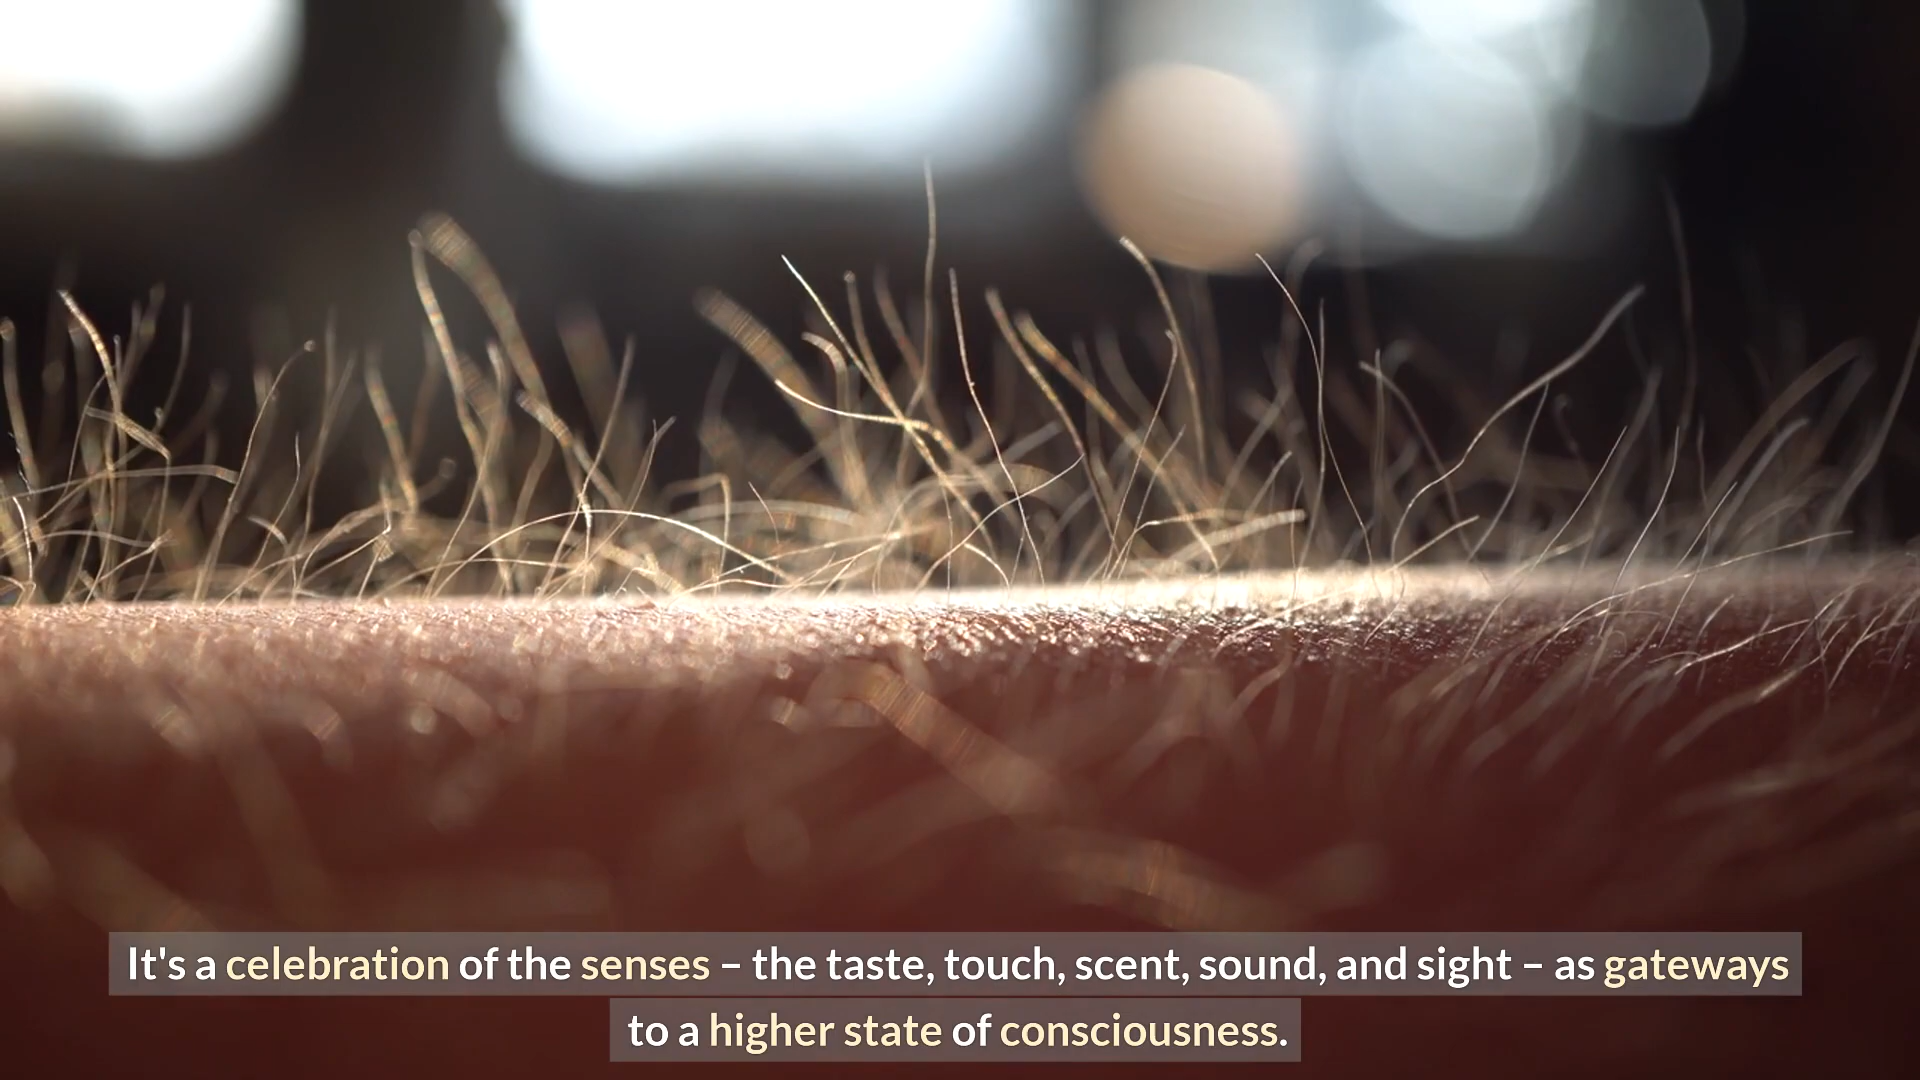 It's a celebration of the senses – the taste, touch, scent, sound, and sight – as gateways
to a higher state of consciousness.